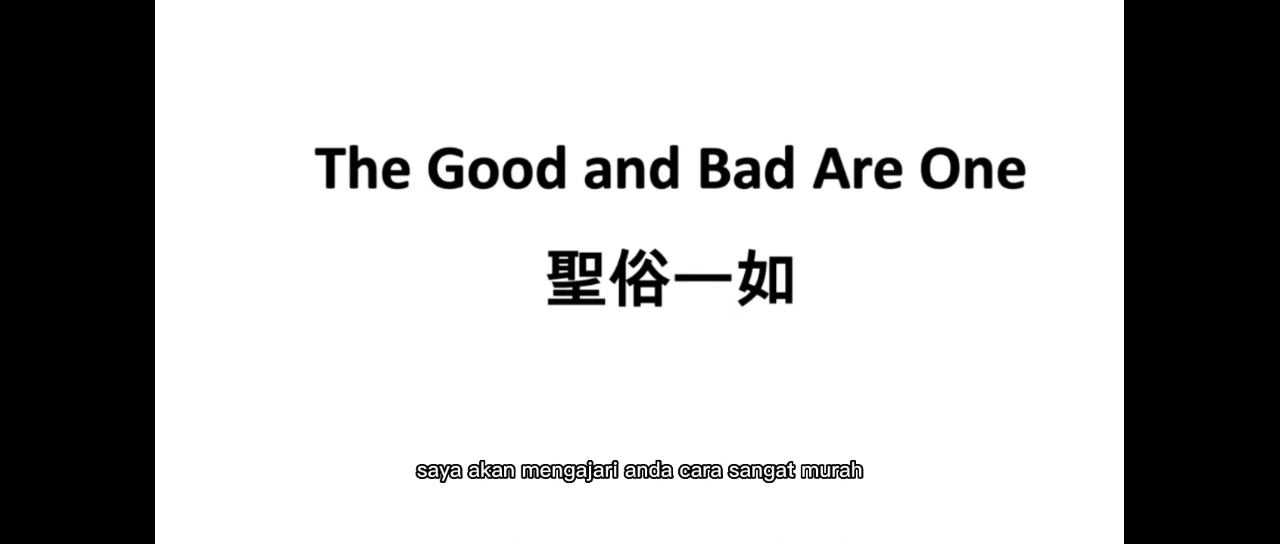 The Good and Bad Are One
聖俗一如
saya akan mengajari anda cara sangat murah